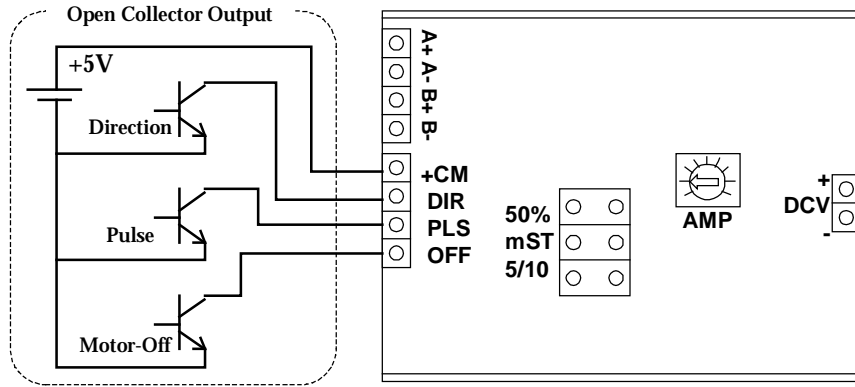 Open Collector Output
+5V
Direction
Pulse
Motor-Off
A+
A-
B+
B-
+CM
DIR
PLS
OFF
50%
mST
5/10
AMP
+
DCV
-